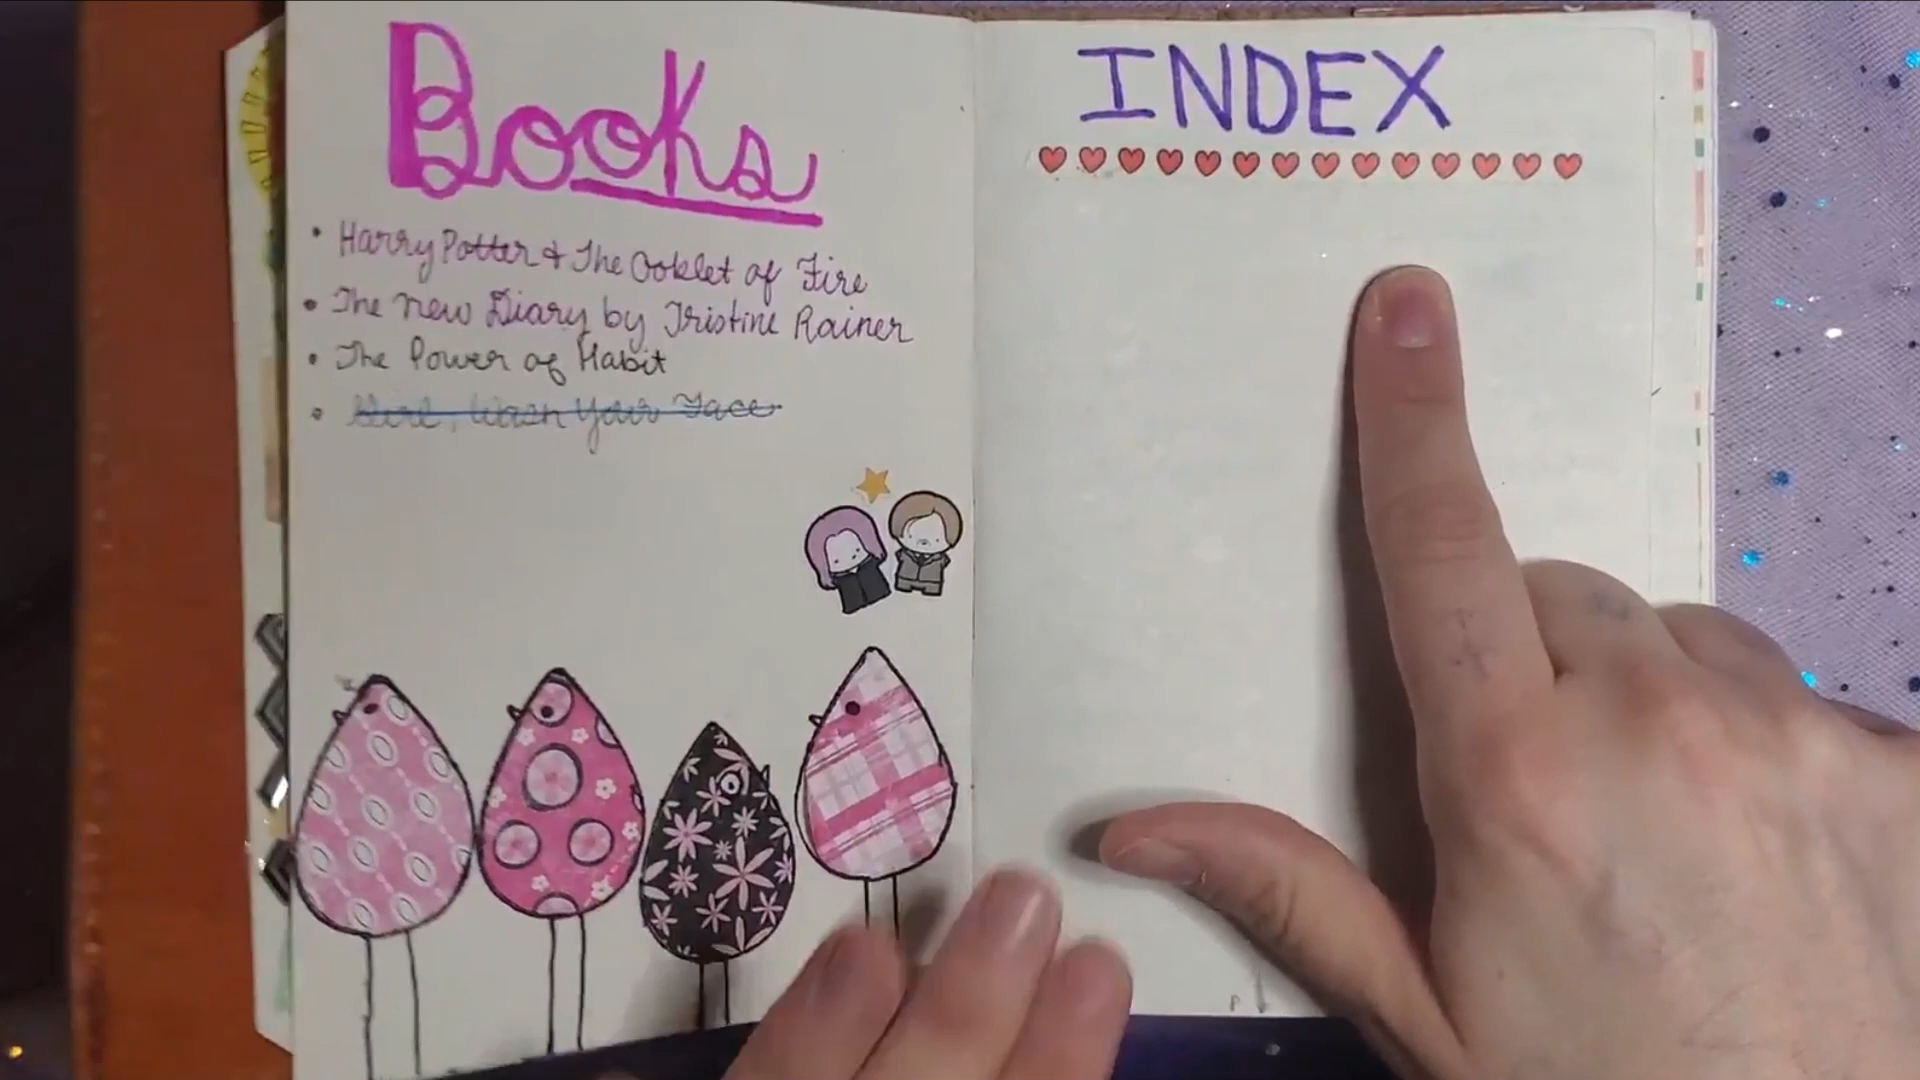 Books
• Harry Potter & The Ooblet of Fire
• The New Diary by Tristine Rainer
• The Power of Habit
• Girl, Wash Your Face
INDEX